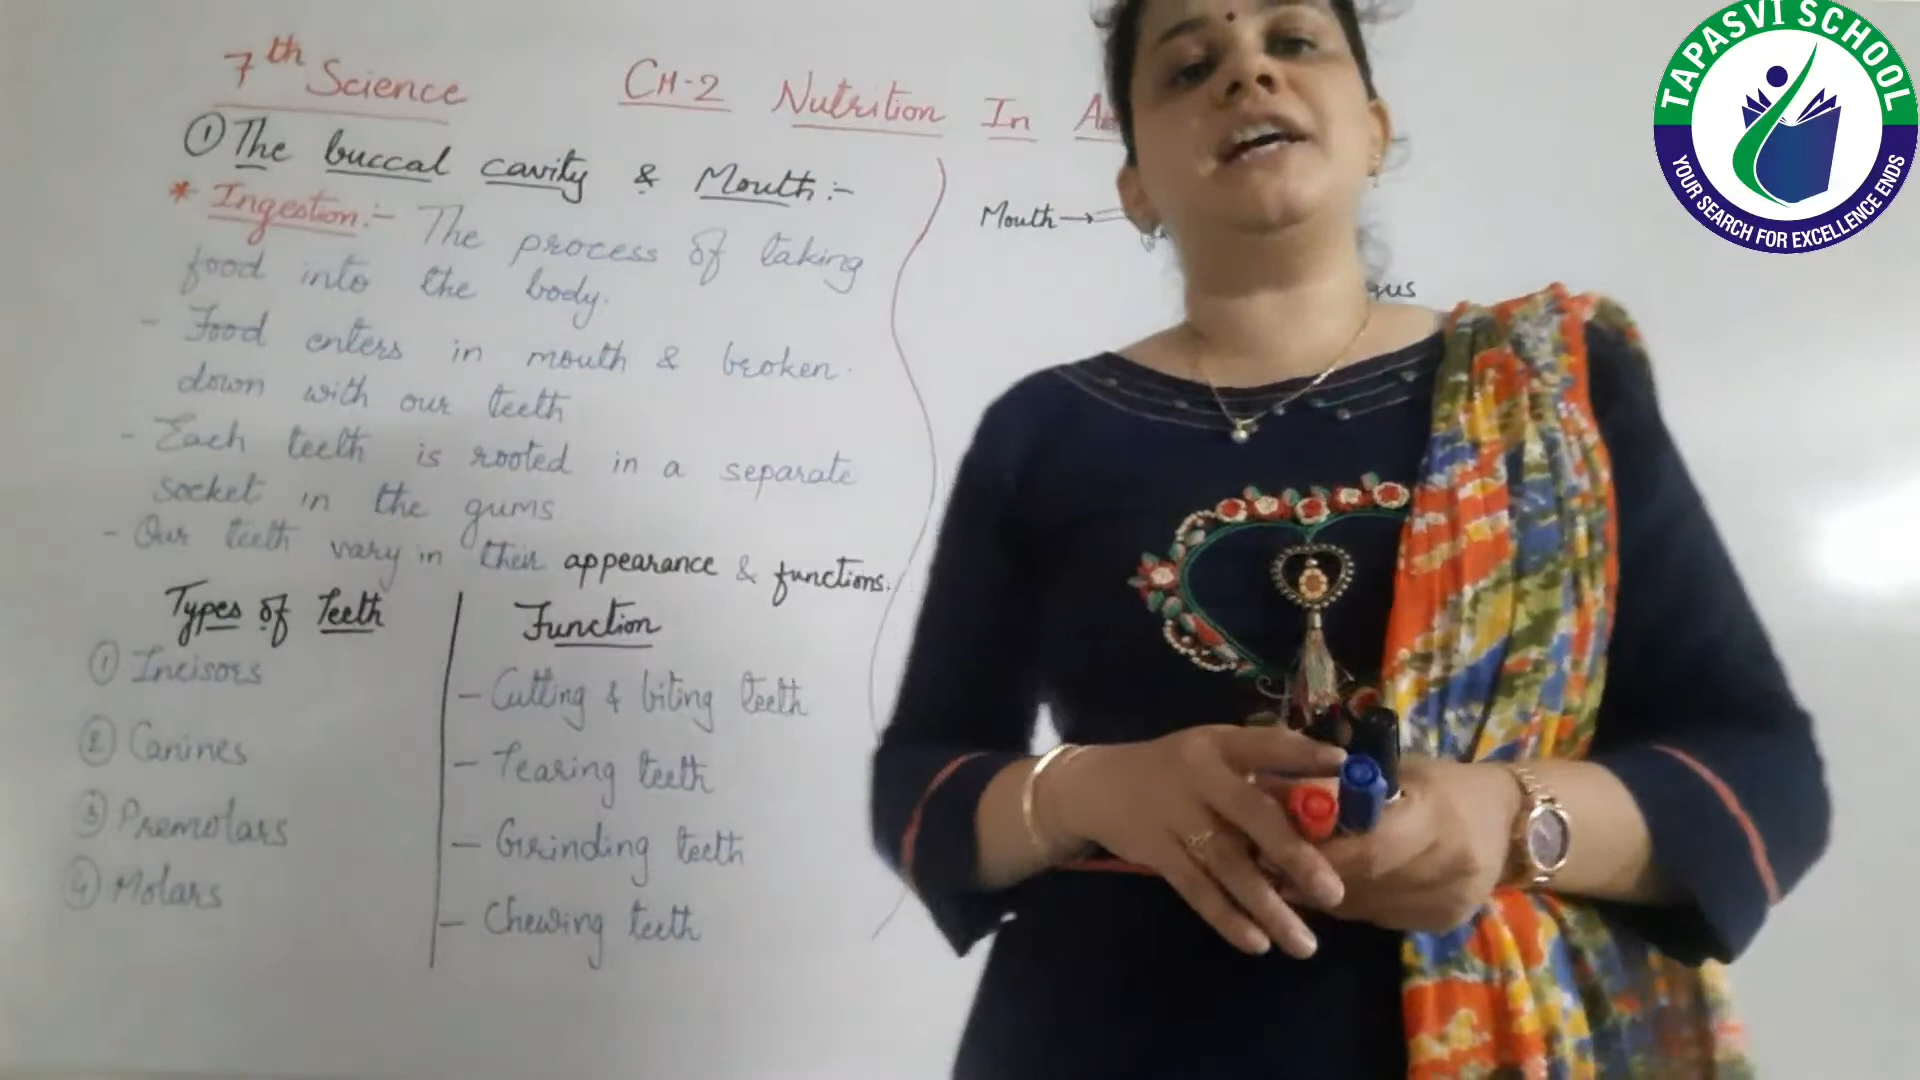 7th Science CH-2 Nutrition In
① The buccal cavity & Mouth:-
* Ingestion:- The process of taking
food into the body.
- Food enters in mouth & broken
down with our teeth
- Each teeth is rooted in a separate
socket in the gums
- Our teeth vary in their appearance & functions.
Types of Teeth
① Incisors
② Canines
③ Premolars
④ Molars
Function
- Cutting & biting teeth
- Tearing teeth
- Grinding teeth
- Chewing teeth
Mouth→
TAPASVI SCHOOL
YOUR SEARCH FOR EXCELLENCE ENDS